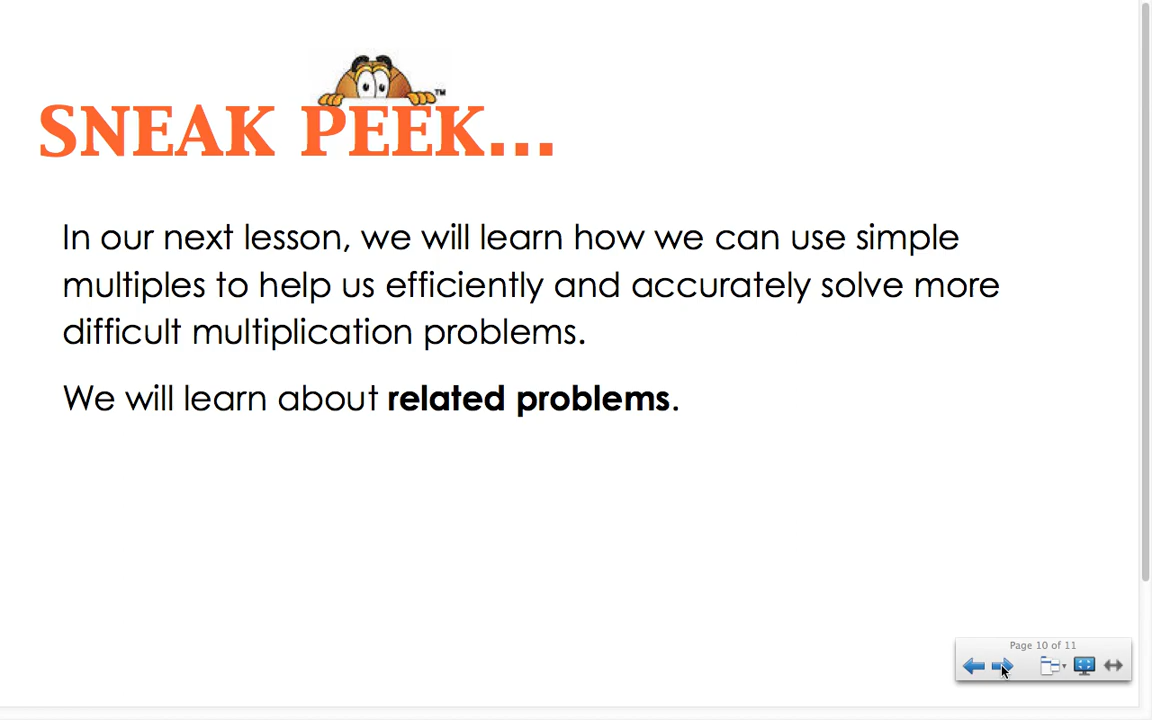 SNEAK PEEK...
TM
In our next lesson, we will learn how we can use simple
multiples to help us efficiently and accurately solve more
difficult multiplication problems.
We will learn about related problems.
Page 10 of 11